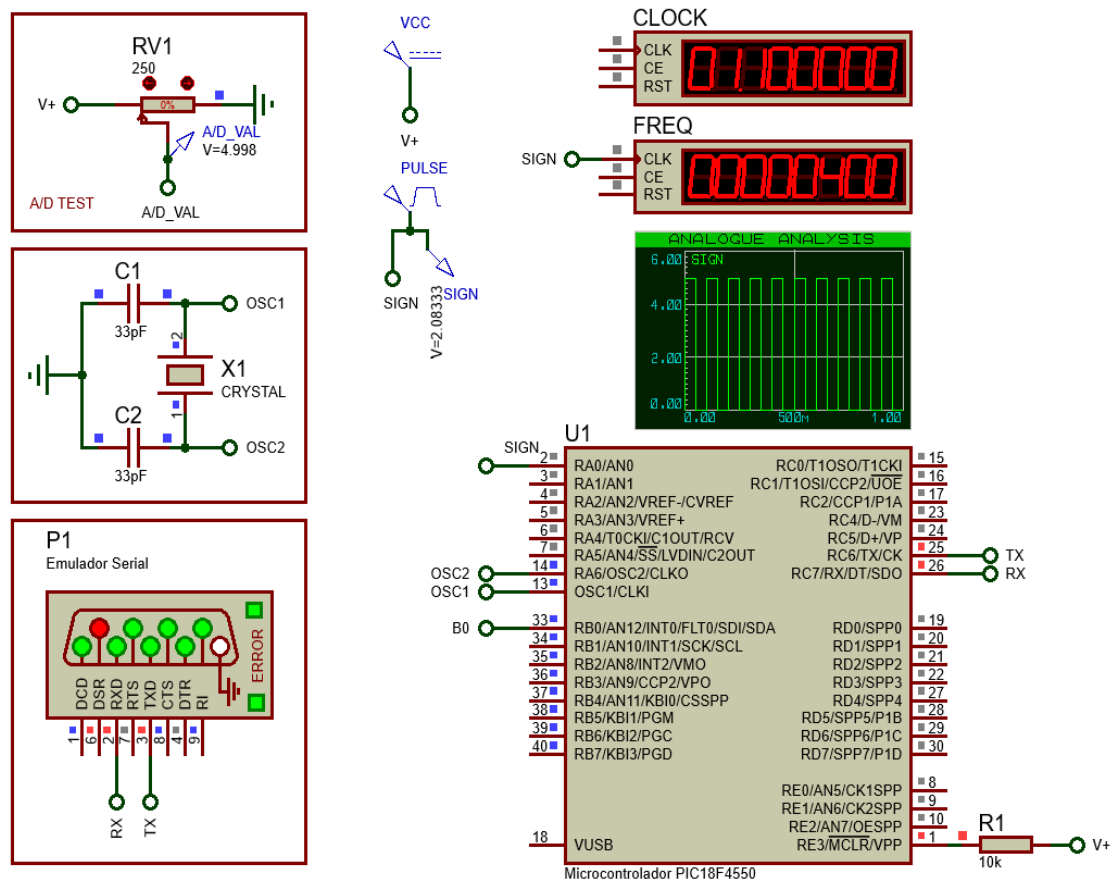 RV1
250
V+
0%
A/D_VAL
V=4.998
A/D TEST
A/D_VAL
VCC
V+
PULSE
SIGN
SIGN
V=2.08333
CLOCK
CLK
CE
RST
01.100000
FREQ
SIGN
CLK
CE
RST
00000400
ANALOGUE ANALYSIS
6.00
SIGN
4.00
2.00
0.00
0.00 500m 1.00
C1
33pF
OSC1
2
X1
CRYSTAL
1
C2
33pF
OSC2
P1
Emulador Serial
ERROR
DCD
DSR
RXD
RTS
TXD
CTS
DTR
RI
1
6
2
7
3
8
4
9
RX
TX
U1
SIGN
2 RA0/AN0
3 RA1/AN1
4 RA2/AN2/VREF-/CVREF
5 RA3/AN3/VREF+
6 RA4/T0CKI/C1OUT/RCV
7 RA5/AN4/SS/LVDIN/C2OUT
OSC2 14 RA6/OSC2/CLKO
OSC1 13 OSC1/CLKI
B0 33 RB0/AN12/INT0/FLT0/SDI/SDA
34 RB1/AN10/INT1/SCK/SCL
35 RB2/AN8/INT2/VMO
36 RB3/AN9/CCP2/VPO
37 RB4/AN11/KBI0/CSSPP
38 RB5/KBI1/PGM
39 RB6/KBI2/PGC
40 RB7/KBI3/PGD
18 VUSB
RC0/T1OSO/T1CKI 15
RC1/T1OSI/CCP2/UOE 16
RC2/CCP1/P1A 17
RC4/D-/VM 23
RC5/D+/VP 24
RC6/TX/CK 25 TX
RC7/RX/DT/SDO 26 RX
RD0/SPP0 19
RD1/SPP1 20
RD2/SPP2 21
RD3/SPP3 22
RD4/SPP4 27
RD5/SPP5/P1B 28
RD6/SPP6/P1C 29
RD7/SPP7/P1D 30
RE0/AN5/CK1SPP 8
RE1/AN6/CK2SPP 9
RE2/AN7/OESPP 10
RE3/MCLR/VPP 1
R1
10k
V+
Microcontrolador PIC18F4550